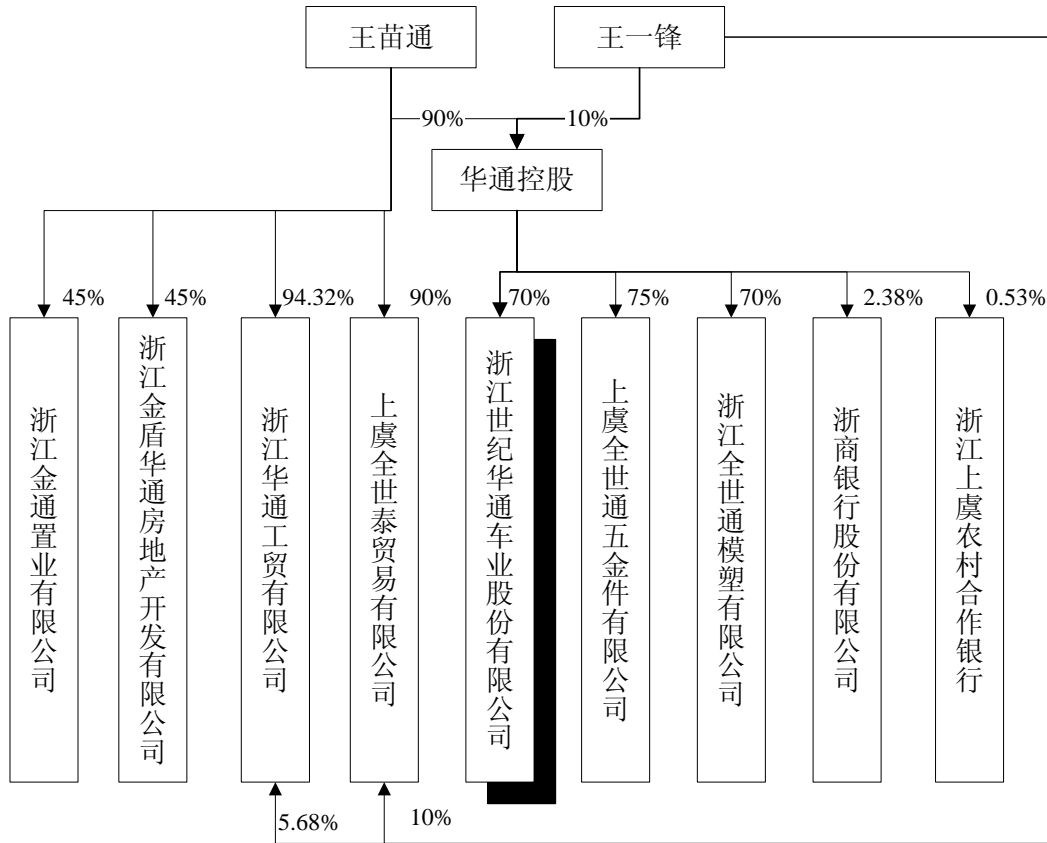 王苗通
王一锋
90%
10%
华通控股
45%
45%
94.32%
90%
70%
75%
70%
2.38%
0.53%
浙江金通置业有限公司
浙江金盾华通房地产开发有限公司
浙江华通工贸有限公司
上虞全世泰贸易有限公司
浙江世纪华通车业股份有限公司
上虞全世通五金件有限公司
浙江全世通模塑有限公司
浙商银行股份有限公司
浙江上虞农村合作银行
5.68%
10%